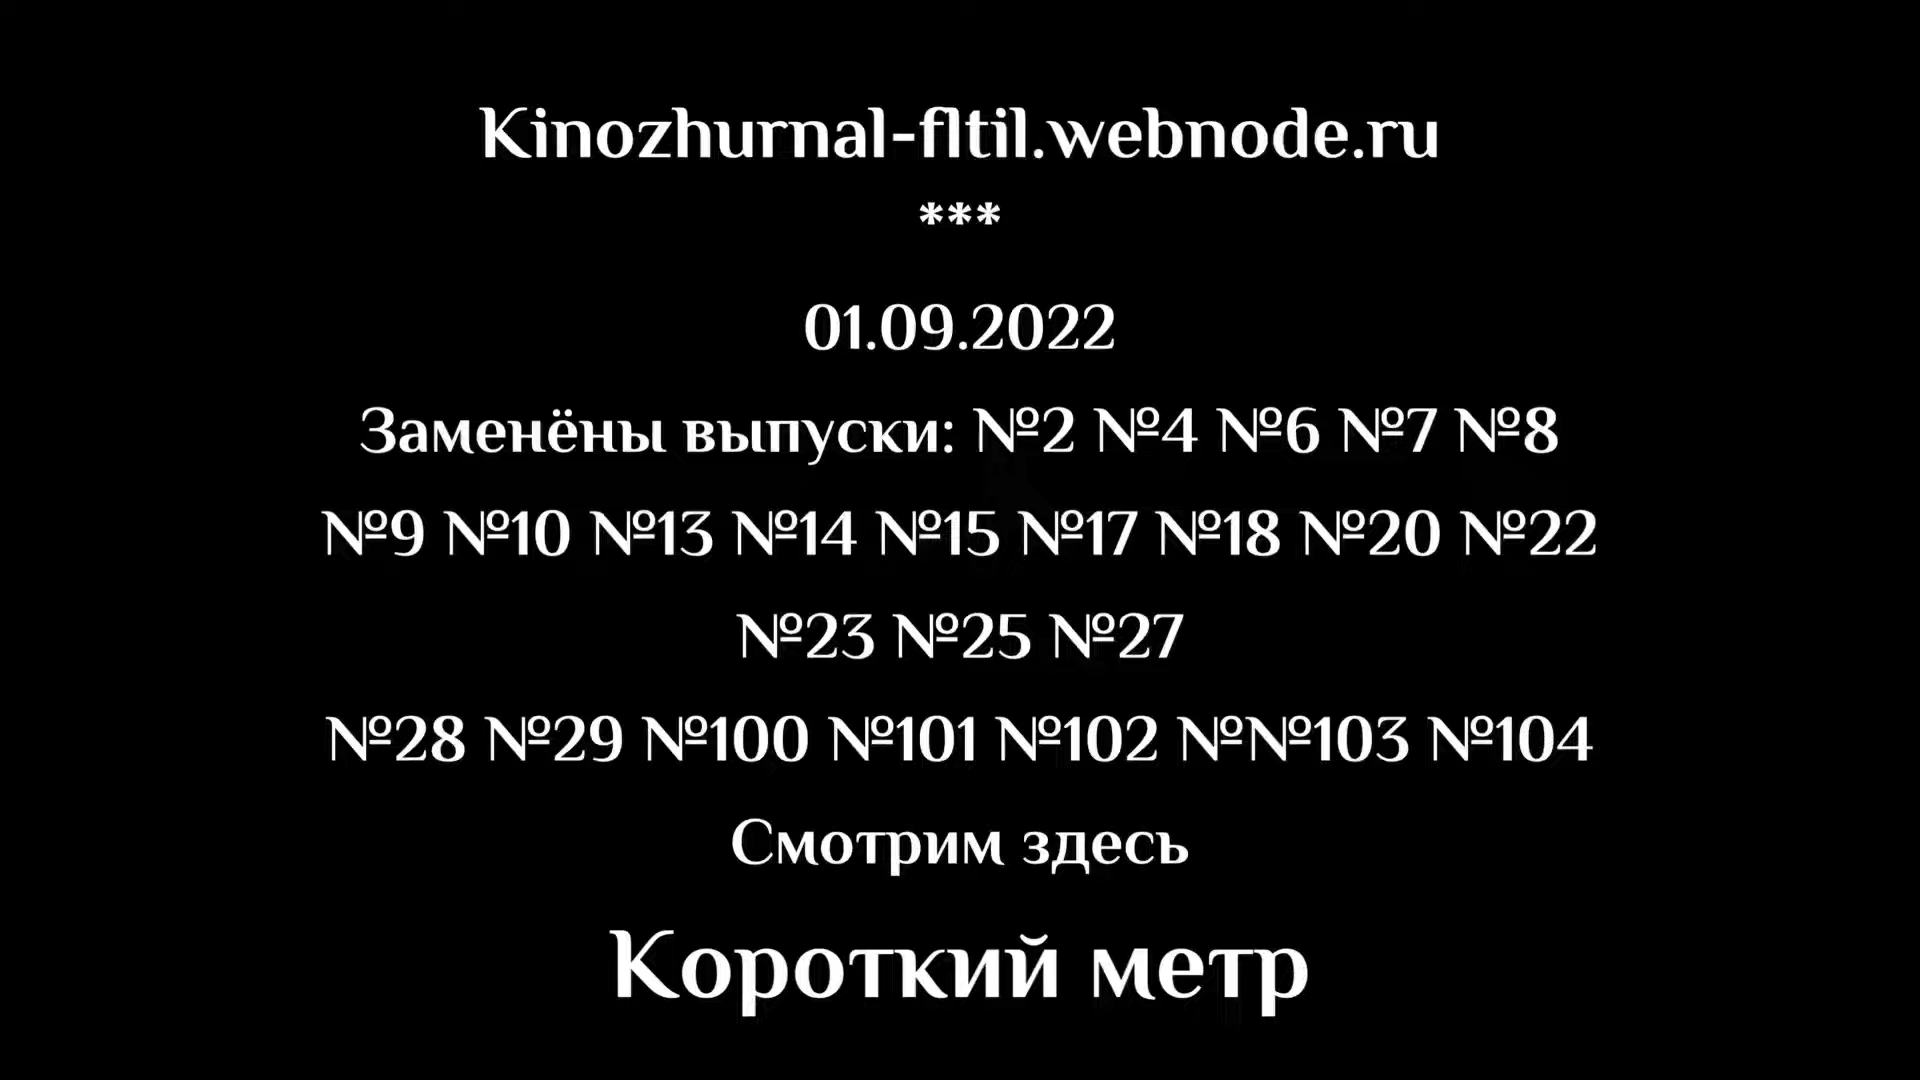 Kinozhurnal-fltil.webnode.ru
***
01.09.2022
Заменёны выпуски: №2 №4 №6 №7 №8
№9 №10 №13 №14 №15 №17 №18 №20 №22
№23 №25 №27
№28 №29 №100 №101 №102 №№103 №104
Смотрим здесь
Короткий метр